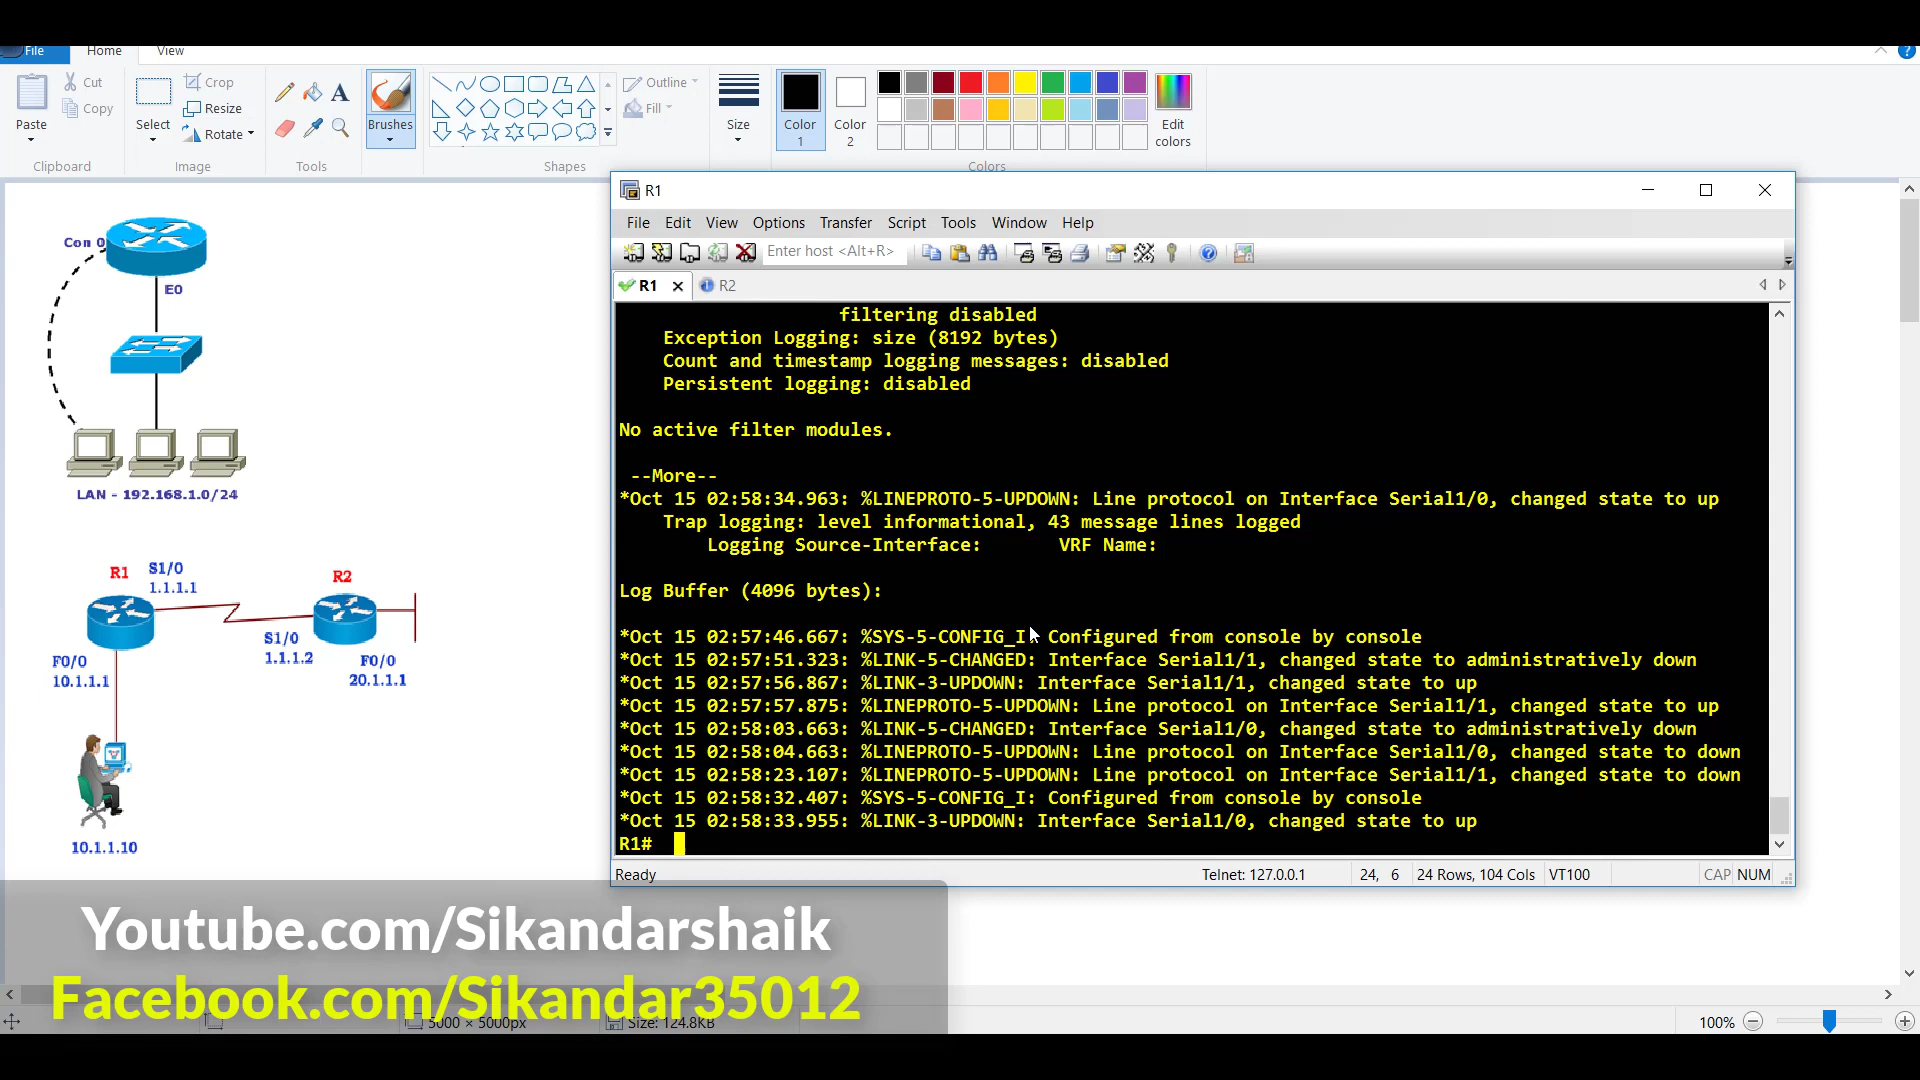 File Home View
Paste
Cut
Copy
Clipboard
Select
Crop
Resize
Rotate
Image
A
Tools
Brushes
Outline
Fill
Shapes
Size
Color 1
Color 2
Edit colors
Colors
Con 0
E0
LAN - 192.168.1.0/24
R1
S1/0
1.1.1.1
R2
S1/0
1.1.1.2
F0/0
10.1.1.1
F0/0
20.1.1.1
10.1.1.10
R1
File Edit View Options Transfer Script Tools Window Help
Enter host <Alt+R>
R1 R2
filtering disabled
Exception Logging: size (8192 bytes)
Count and timestamp logging messages: disabled
Persistent logging: disabled
No active filter modules.
--More--
*Oct 15 02:58:34.963: %LINEPROTO-5-UPDOWN: Line protocol on Interface Serial1/0, changed state to up
Trap logging: level informational, 43 message lines logged
Logging Source-Interface: VRF Name:
Log Buffer (4096 bytes):
*Oct 15 02:57:46.667: %SYS-5-CONFIG_I: Configured from console by console
*Oct 15 02:57:51.323: %LINK-5-CHANGED: Interface Serial1/1, changed state to administratively down
*Oct 15 02:57:56.867: %LINK-3-UPDOWN: Interface Serial1/1, changed state to up
*Oct 15 02:57:57.875: %LINEPROTO-5-UPDOWN: Line protocol on Interface Serial1/1, changed state to up
*Oct 15 02:58:03.663: %LINK-5-CHANGED: Interface Serial1/0, changed state to administratively down
*Oct 15 02:58:04.663: %LINEPROTO-5-UPDOWN: Line protocol on Interface Serial1/0, changed state to down
*Oct 15 02:58:23.107: %LINEPROTO-5-UPDOWN: Line protocol on Interface Serial1/1, changed state to down
*Oct 15 02:58:32.407: %SYS-5-CONFIG_I: Configured from console by console
*Oct 15 02:58:33.955: %LINK-3-UPDOWN: Interface Serial1/0, changed state to up
R1#
Ready Telnet: 127.0.0.1 24, 6 24 Rows, 104 Cols VT100 CAP NUM
Youtube.com/Sikandarshaik
Facebook.com/Sikandar35012
5000 × 5000px Size: 124.8KB 100%